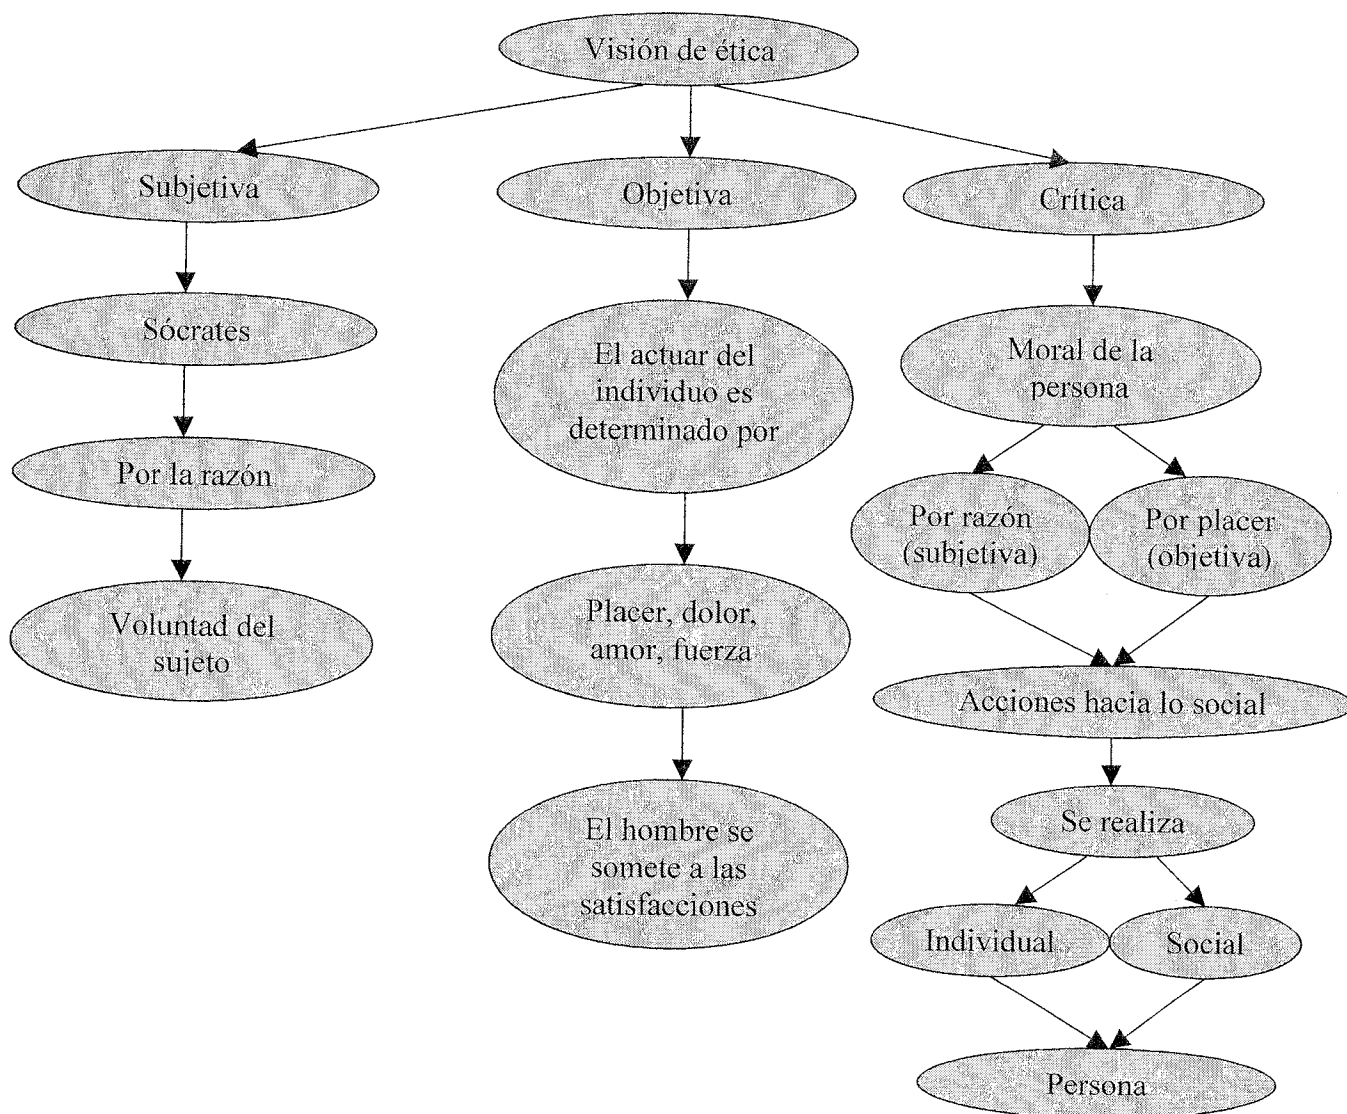 Visión de ética
Subjetiva
Objetiva
Crítica
Sócrates
El actuar del
individuo es
determinado por
Moral de la
persona
Por la razón
Por razón
(subjetiva)
Por placer
(objetiva)
Voluntad del
sujeto
Placer, dolor,
amor, fuerza
Acciones hacia lo social
El hombre se
somete a las
satisfacciones
Se realiza
Individual
Social
Persona